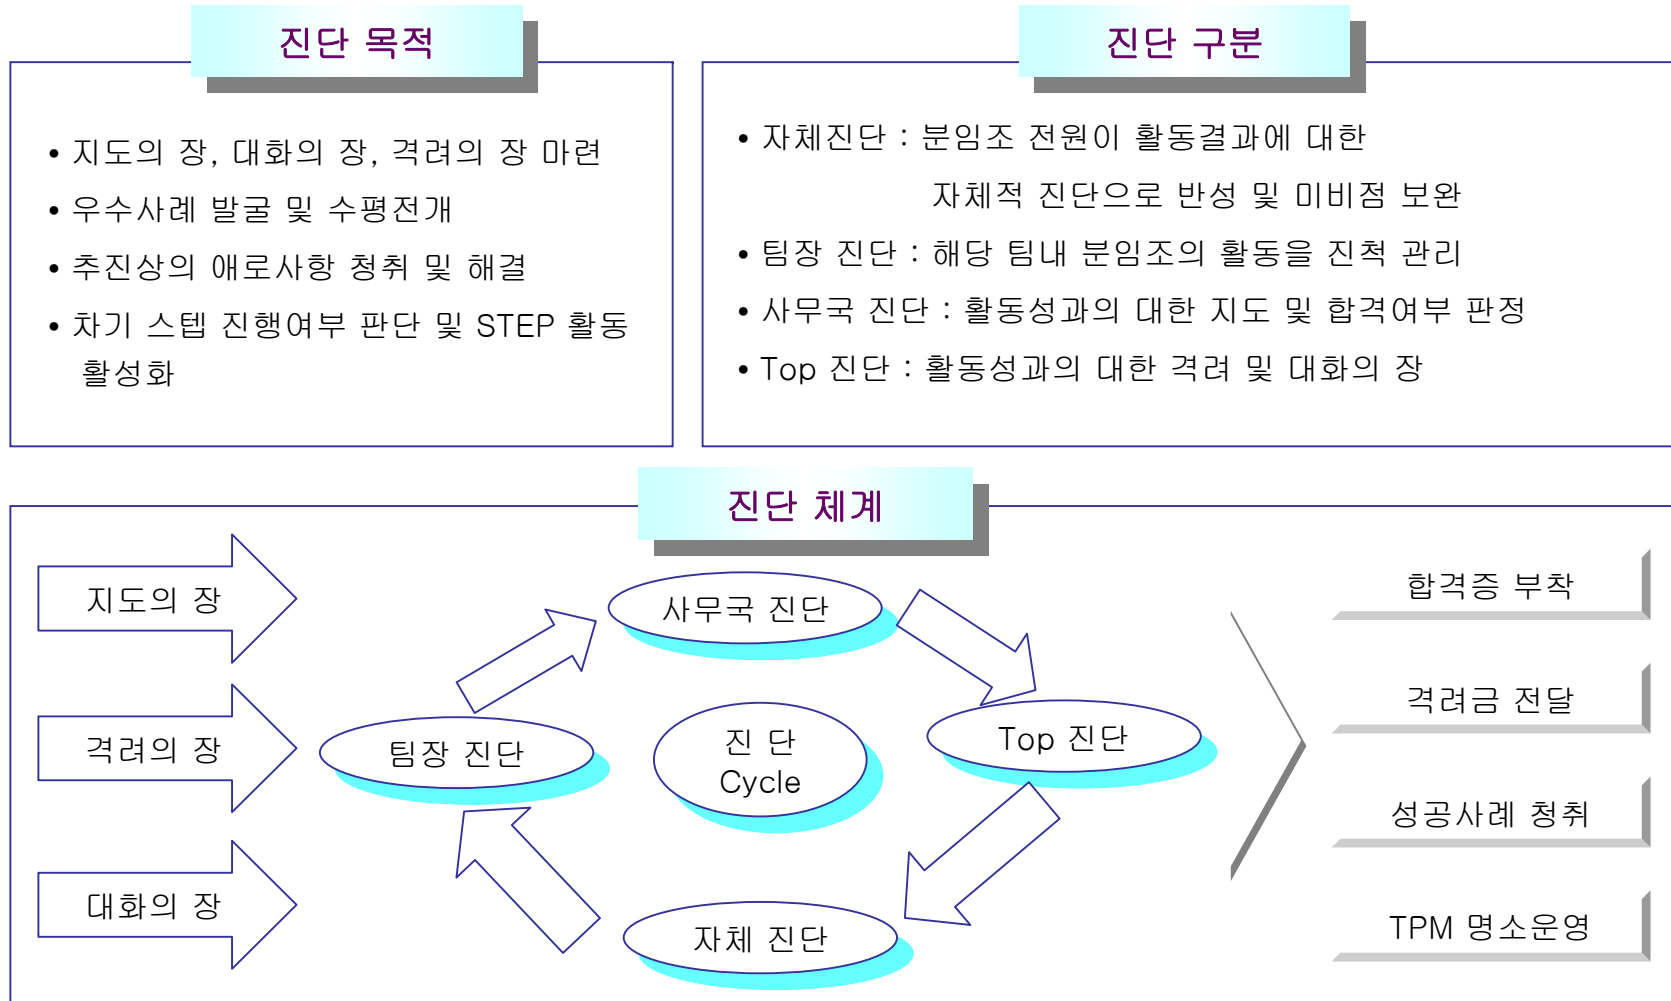 진단 목적
• 지도의 장, 대화의 장, 격려의 장 마련
• 우수사례 발굴 및 수평전개
• 추진상의 애로사항 청취 및 해결
• 차기 스텝 진행여부 판단 및 STEP 활동
활성화
진단 구분
• 자체진단 : 분임조 전원이 활동결과에 대한
자체적 진단으로 반성 및 미비점 보완
• 팀장 진단 : 해당 팀내 분임조의 활동을 진척 관리
• 사무국 진단 : 활동성과의 대한 지도 및 합격여부 판정
• Top 진단 : 활동성과의 대한 격려 및 대화의 장
진단 체계
지도의 장
격려의 장
대화의 장
사무국 진단
팀장 진단
진 단
Cycle
Top 진단
자체 진단
합격증 부착
격려금 전달
성공사례 청취
TPM 명소운영